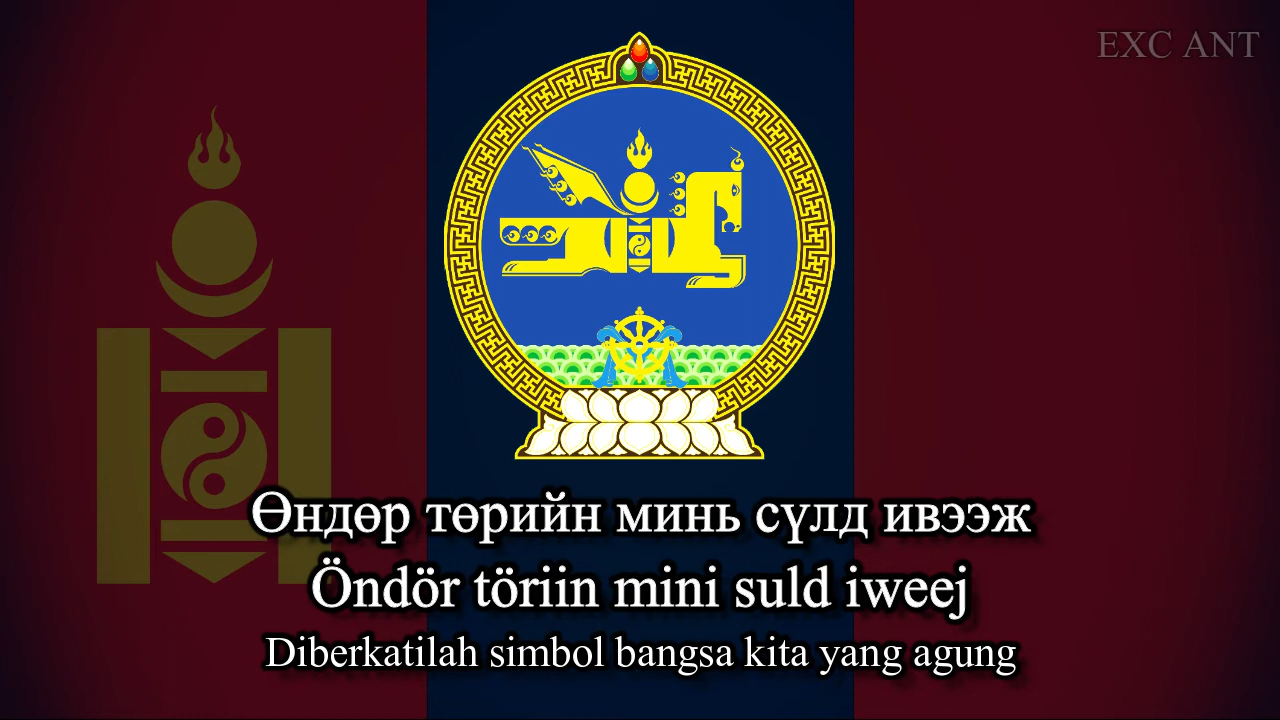 EXC ANT
Өндөр төрийн минь сүлд ивээж
Öndör töriin mini suld iweej
Diberkatilah simbol bangsa kita yang agung